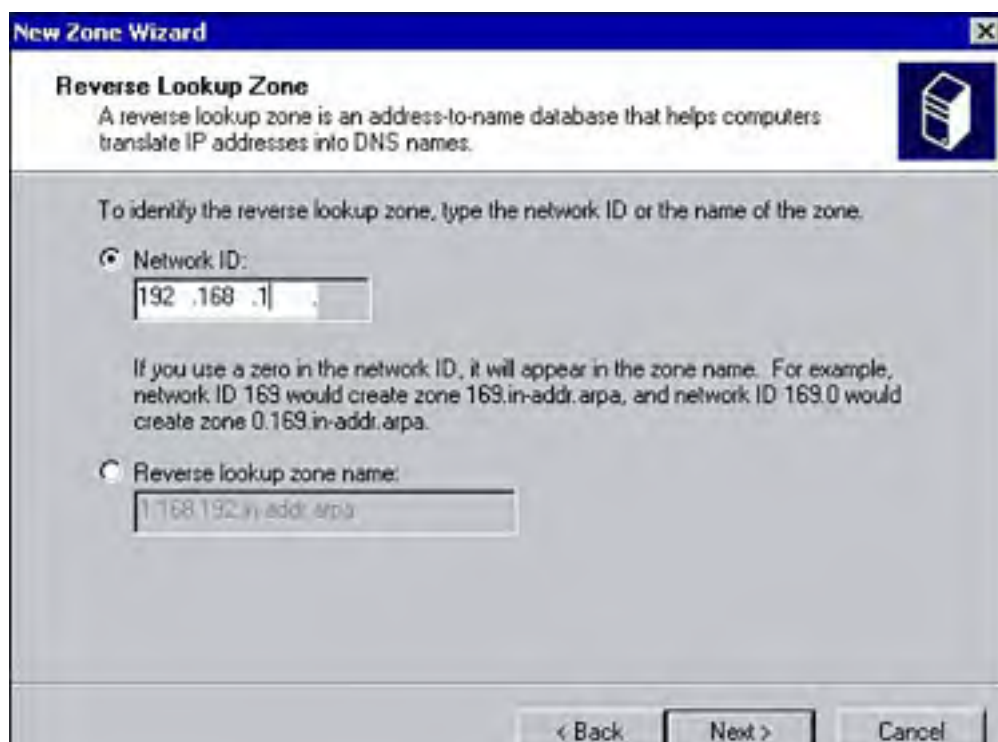 New Zone Wizard
Reverse Lookup Zone
A reverse lookup zone is an address-to-name database that helps computers
translate IP addresses into DNS names.
To identify the reverse lookup zone, type the network ID or the name of the zone.
Network ID:
192 .168 .1 .
If you use a zero in the network ID, it will appear in the zone name. For example,
network ID 169 would create zone 169.in-addr.arpa, and network ID 169.0 would
create zone 0.169.in-addr.arpa.
Reverse lookup zone name:
1.168.192.in-addr.arpa
< Back Next > Cancel